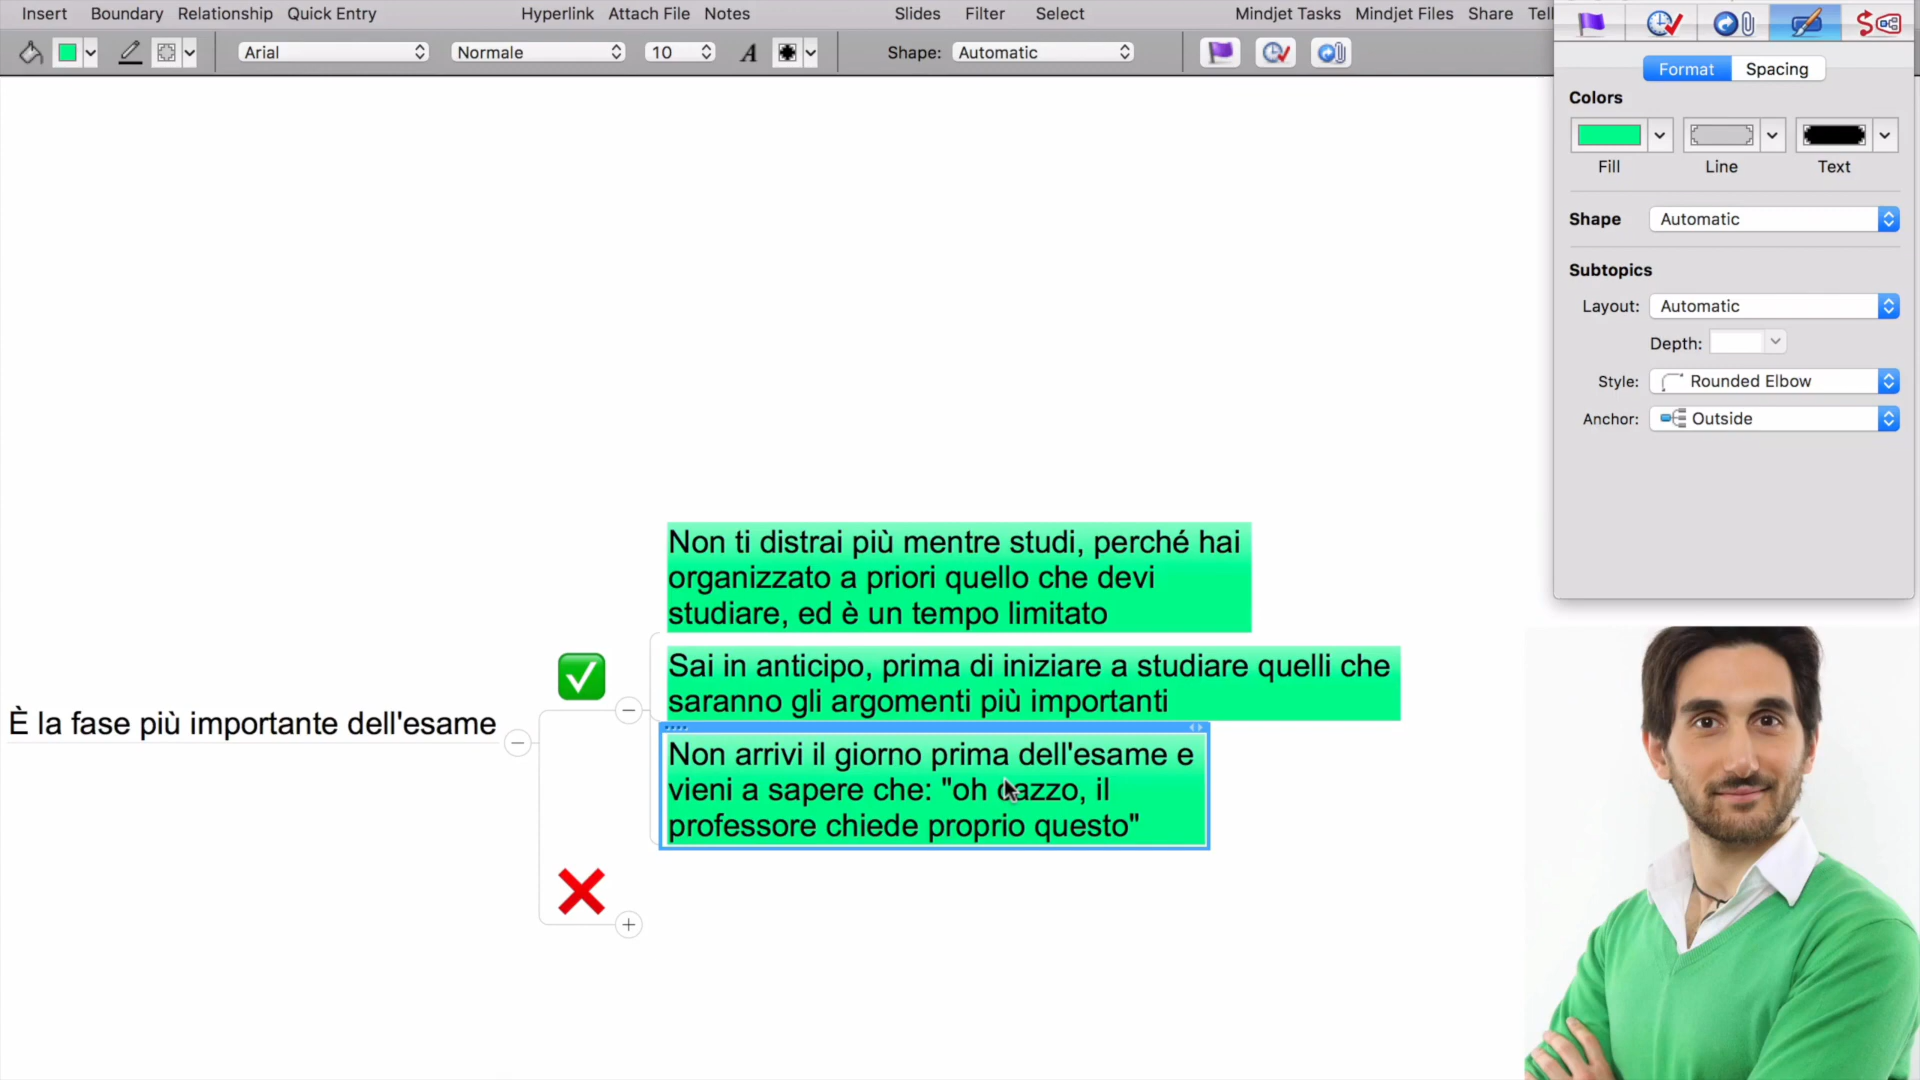 Insert Boundary Relationship Quick Entry Hyperlink Attach File Notes Slides Filter Select Mindjet Tasks Mindjet Files Share Tell
Arial Normale 10 A Shape: Automatic
Format Spacing
Colors
Fill Line Text
Shape Automatic
Subtopics
Layout: Automatic
Depth:
Style: Rounded Elbow
Anchor: Outside
Non ti distrai più mentre studi, perché hai
organizzato a priori quello che devi
studiare, ed è un tempo limitato
Sai in anticipo, prima di iniziare a studiare quelli che
saranno gli argomenti più importanti
È la fase più importante dell'esame
Non arrivi il giorno prima dell'esame e
vieni a sapere che: "oh cazzo, il
professore chiede proprio questo"